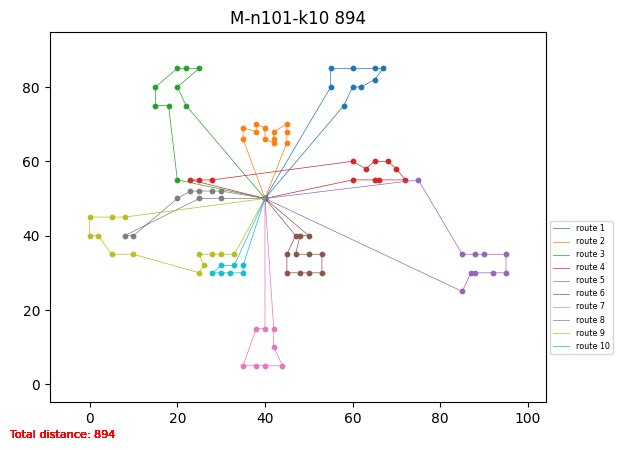 M-n101-k10 894
80
60
40
20
0
0 20 40 60 80 100
route 1
route 2
route 3
route 4
route 5
route 6
route 7
route 8
route 9
route 10
Total distance: 894